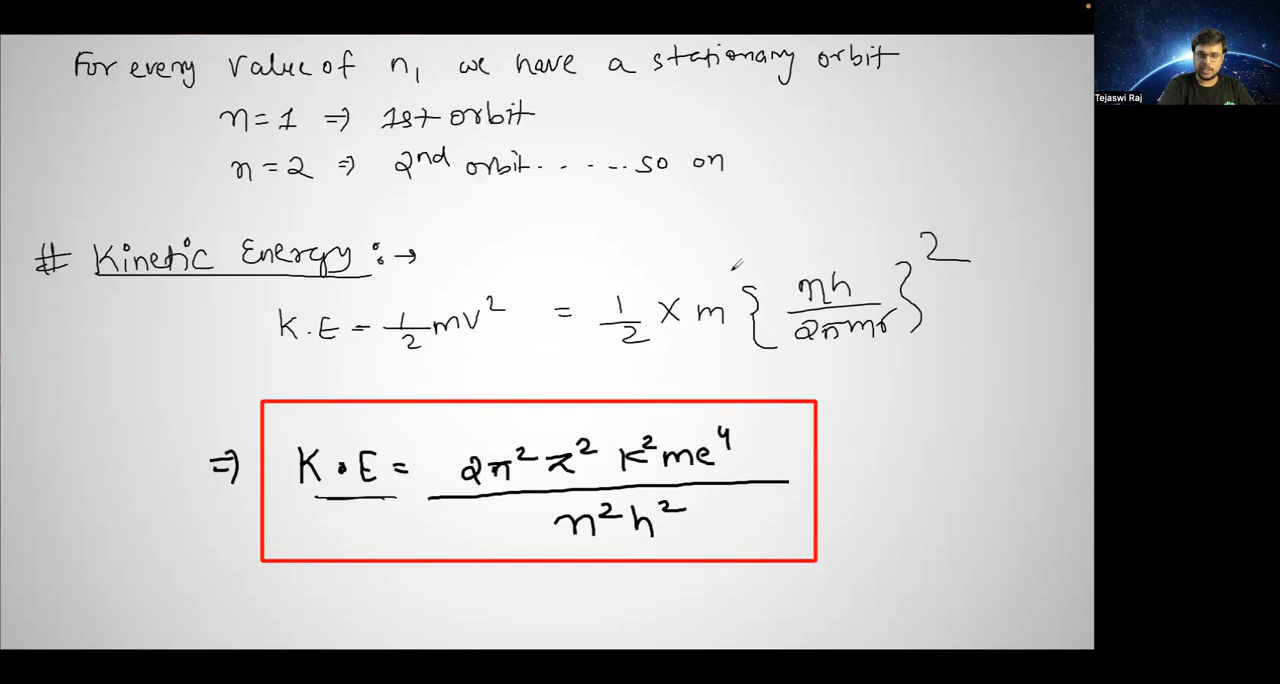 For every value of n, we have a stationary orbit
n=1 ⇒ 1st orbit
n=2 ⇒ 2nd orbit.....so on
# Kinetic Energy :→
K.E = 1/2 mv² = 1/2 × m {nh/2πmr}²
⇒ K.E = 2π²z²k²me⁴/n²h²
Tejaswi Raj